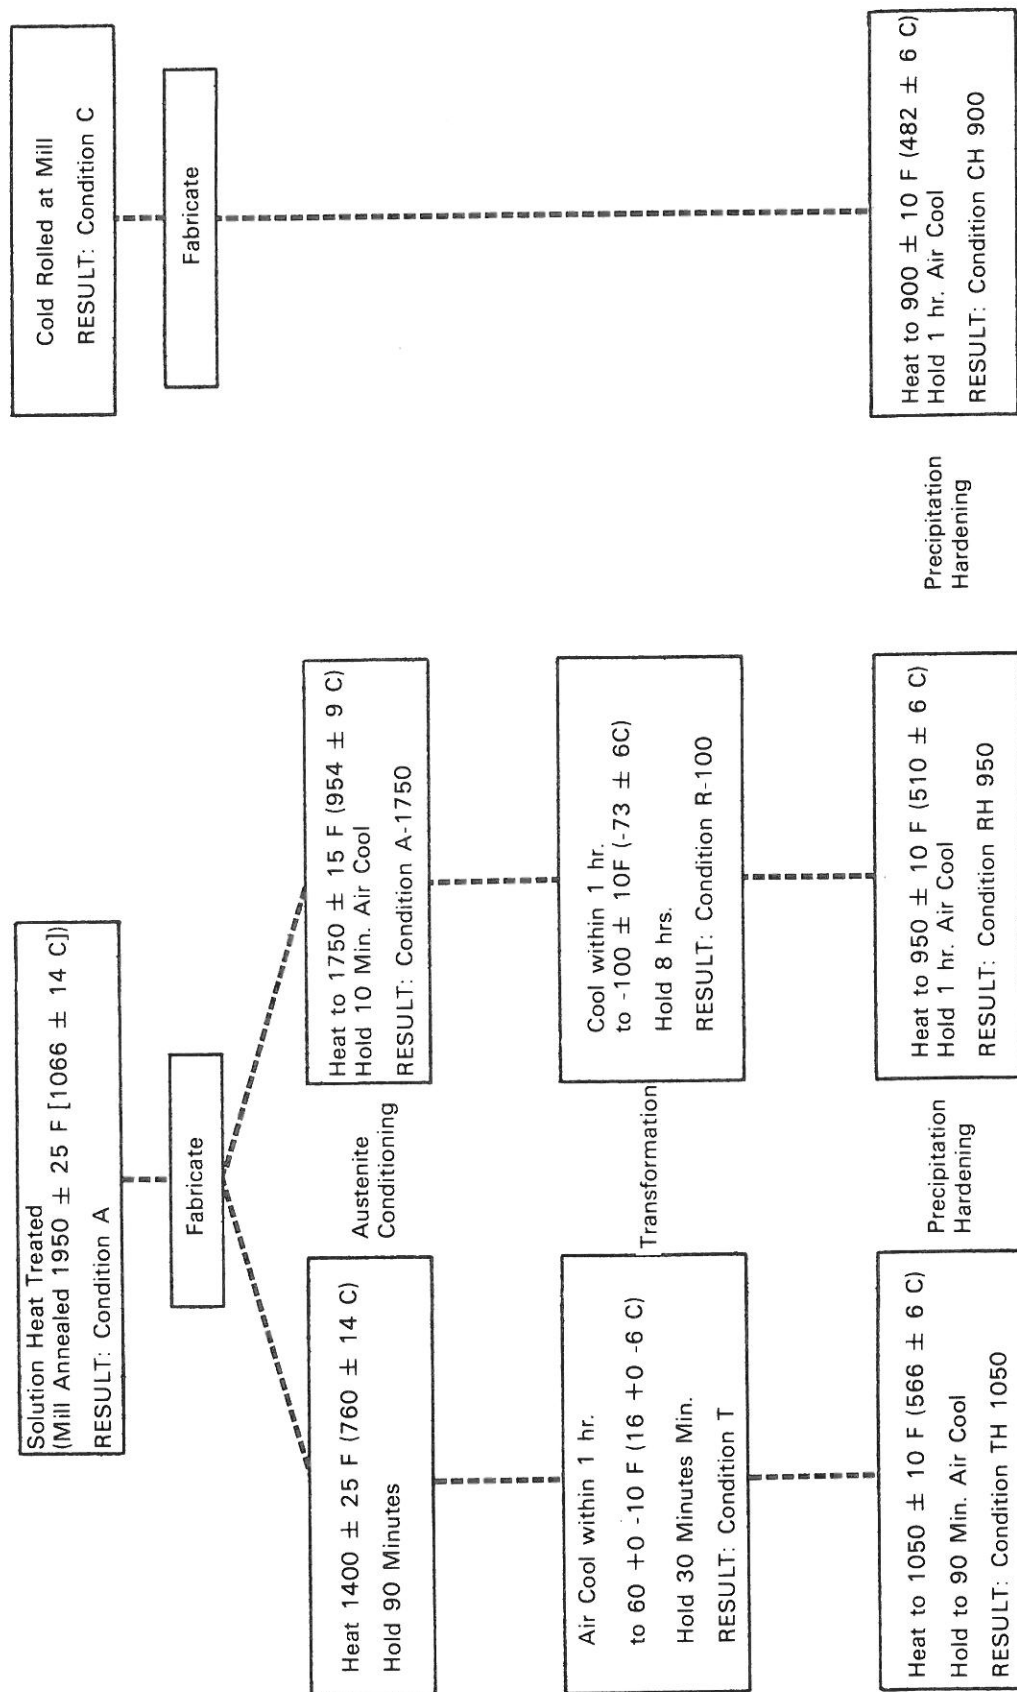 Solution Heat Treated
(Mill Annealed 1950 ± 25 F [1066 ± 14 C])
RESULT: Condition A
Fabricate
Heat 1400 ± 25 F (760 ± 14 C)
Hold 90 Minutes
Austenite
Conditioning
Heat to 1750 ± 15 F (954 ± 9 C)
Hold 10 Min. Air Cool
RESULT: Condition A-1750
Air Cool within 1 hr.
to 60 +0 -10 F (16 +0 -6 C)
Hold 30 Minutes Min.
RESULT: Condition T
Transformation
Cool within 1 hr.
to -100 ± 10F (-73 ± 6C)
Hold 8 hrs.
RESULT: Condition R-100
Heat to 1050 ± 10 F (566 ± 6 C)
Hold to 90 Min. Air Cool
RESULT: Condition TH 1050
Precipitation
Hardening
Heat to 950 ± 10 F (510 ± 6 C)
Hold 1 hr. Air Cool
RESULT: Condition RH 950
Cold Rolled at Mill
RESULT: Condition C
Fabricate
Precipitation
Hardening
Heat to 900 ± 10 F (482 ± 6 C)
Hold 1 hr. Air Cool
RESULT: Condition CH 900